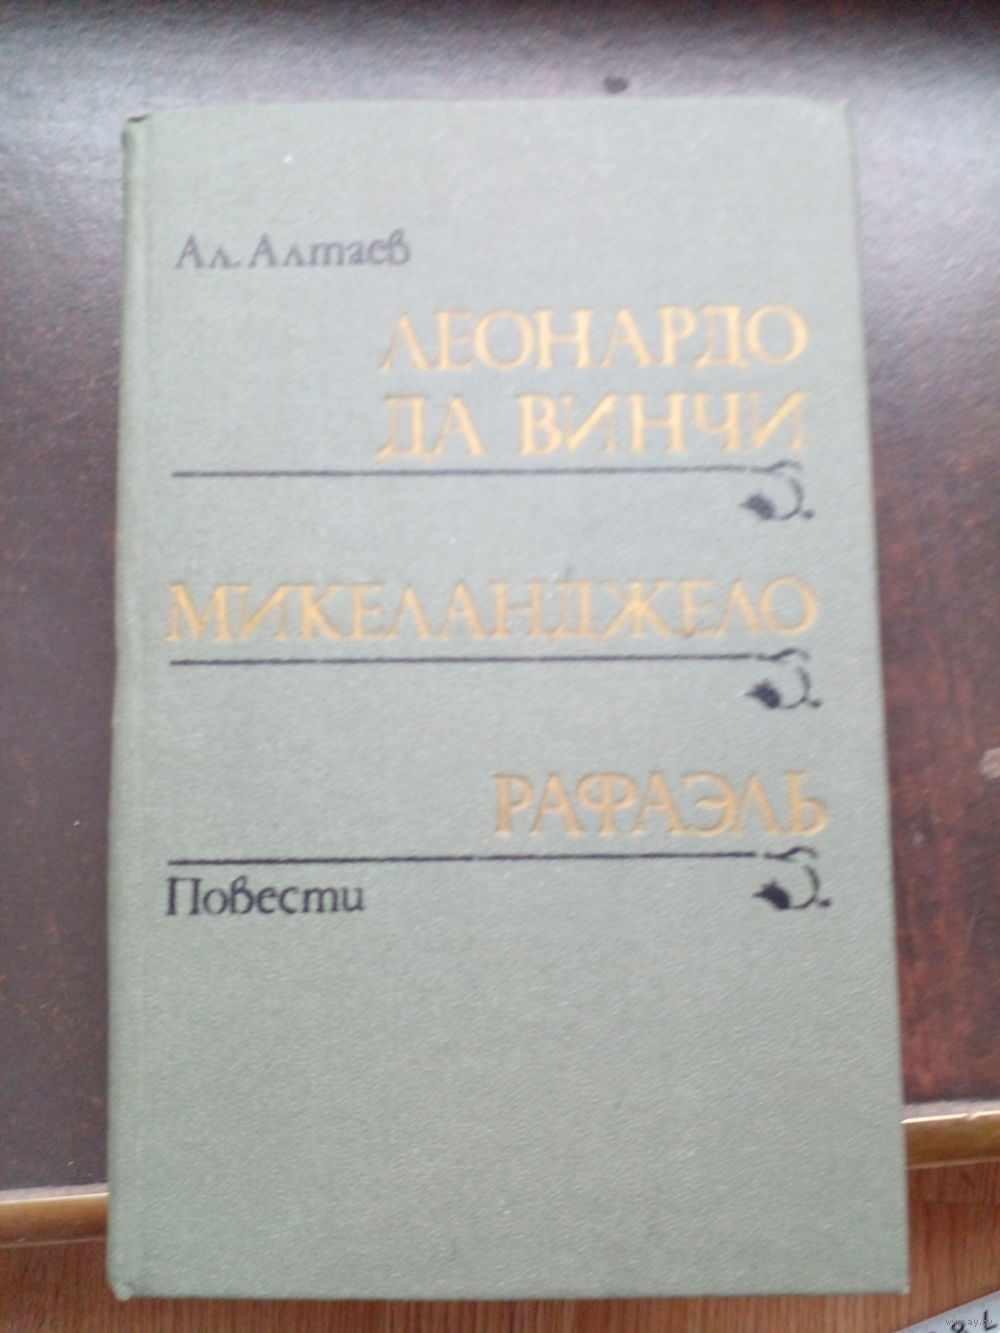 Ал. Алтаев
ЛЕОНАРДО
ДА ВИНЧИ
МИКЕЛАНДЖЕЛО
РАФАЭЛЬ
Повести